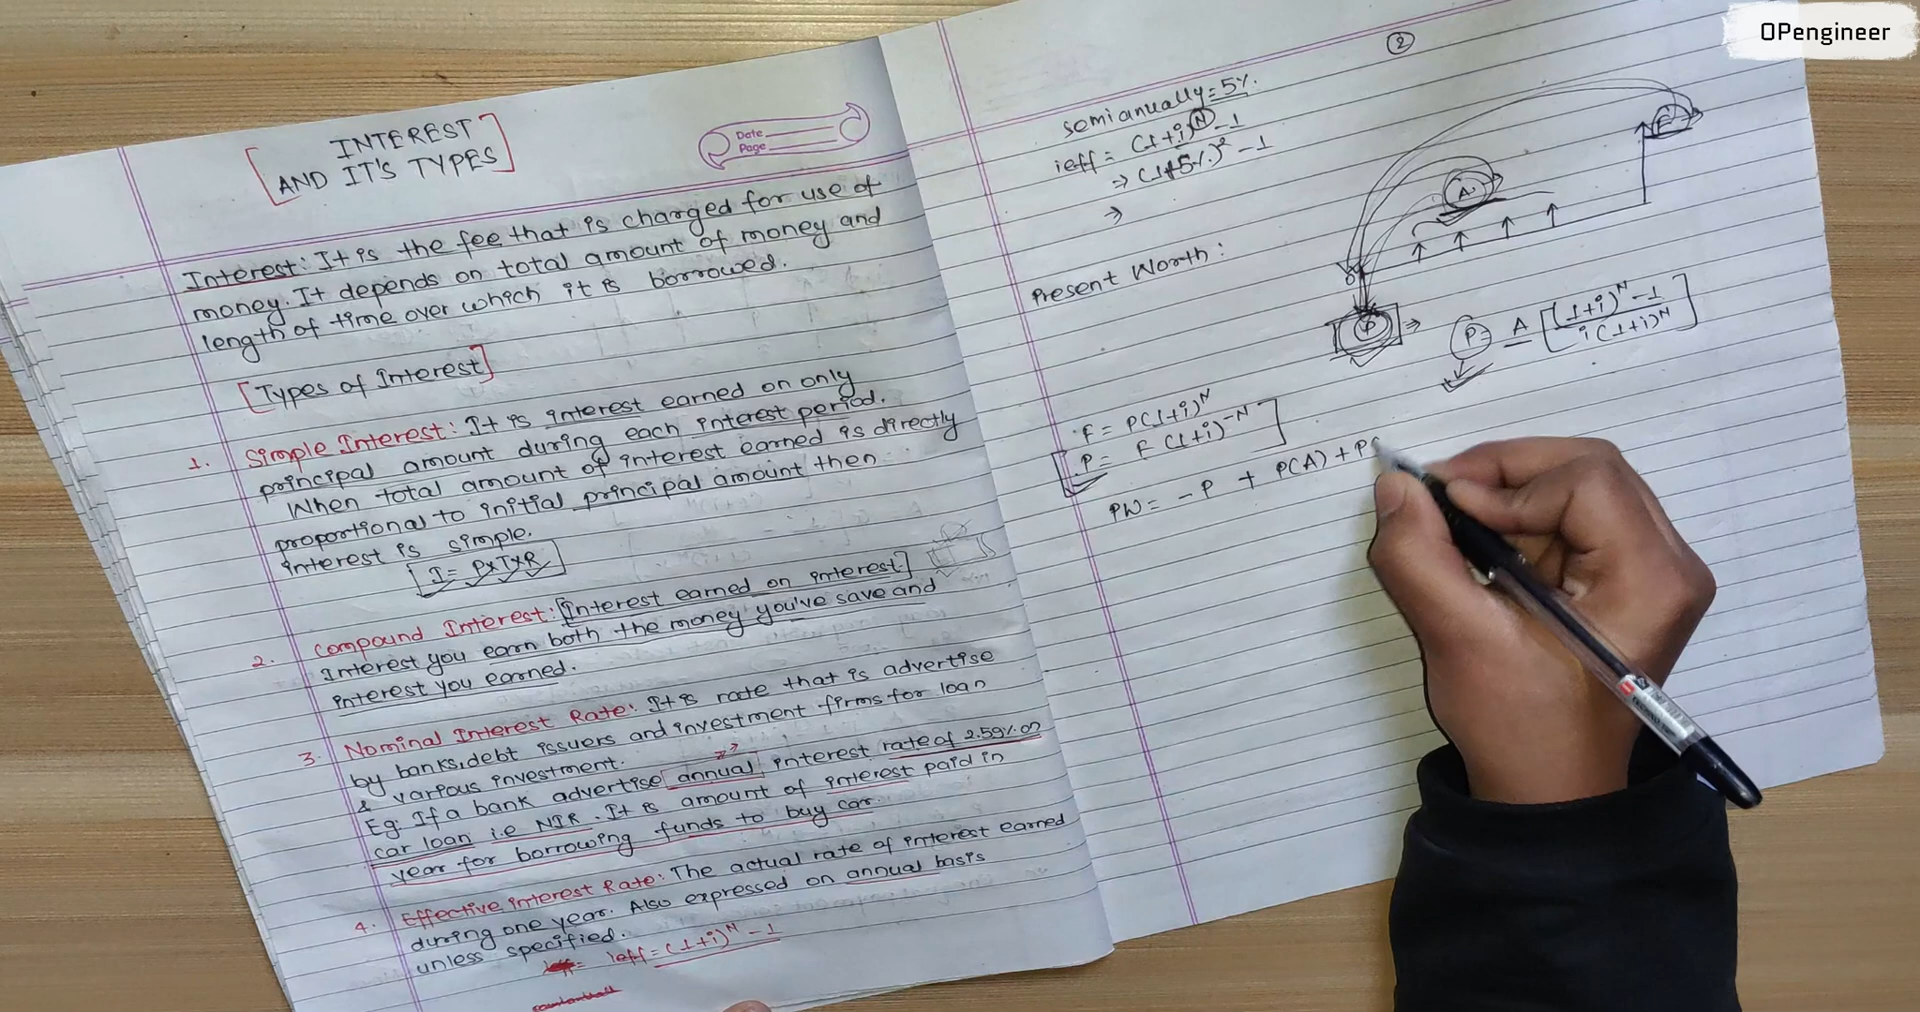 OPengineer
INTEREST
AND IT'S TYPES
Date
Page
Interest: It is the fee that is charged for use of
money. It depends on total amount of money and
length of time over which it is borrowed.
[Types of Interest]
1. Simple Interest: It is interest earned on only
principal amount during each interest period.
When total amount of interest earned is directly
proportional to initial principal amount then
interest is simple.
I = P×T×R
2. Compound Interest: [Interest earned on interest]
Interest you earn both the money you've save and
interest you earned.
3. Nominal Interest Rate: It is rate that is advertise
by banks, debt issuers and investment firms for loan
& various investment.
Eg: If a bank advertise annual interest rate of 2.59% on
car loan i.e NIR. It is amount of interest paid in
year for borrowing funds to buy car.
4. Effective interest Rate: The actual rate of interest earned
during one year. Also expressed on annual basis
unless specified.
ieff = (1+i)^N - 1
2
semianually = 5%.
ieff = (1+i)^N - 1
⇒ (1+5%)^2 - 1
⇒
Present Worth:
A
F
0
P ⇒ P = A [(1+i)^N - 1 / i(1+i)^N]
F = P(1+i)^N
P = F(1+i)^-N
PW = -P + P(A) + P